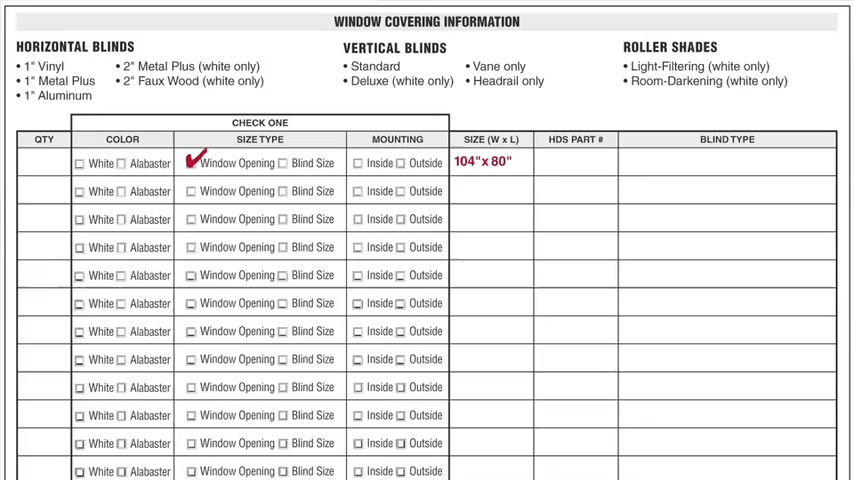 WINDOW COVERING INFORMATION
HORIZONTAL BLINDS
• 1" Vinyl • 2" Metal Plus (white only)
• 1" Metal Plus • 2" Faux Wood (white only)
• 1" Aluminum
VERTICAL BLINDS
• Standard • Vane only
• Deluxe (white only) • Headrail only
ROLLER SHADES
• Light-Filtering (white only)
• Room-Darkening (white only)
CHECK ONE
QTY COLOR SIZE TYPE MOUNTING SIZE (W x L) HDS PART # BLIND TYPE
White Alabaster Window Opening Blind Size Inside Outside 104"x 80"
White Alabaster Window Opening Blind Size Inside Outside
White Alabaster Window Opening Blind Size Inside Outside
White Alabaster Window Opening Blind Size Inside Outside
White Alabaster Window Opening Blind Size Inside Outside
White Alabaster Window Opening Blind Size Inside Outside
White Alabaster Window Opening Blind Size Inside Outside
White Alabaster Window Opening Blind Size Inside Outside
White Alabaster Window Opening Blind Size Inside Outside
White Alabaster Window Opening Blind Size Inside Outside
White Alabaster Window Opening Blind Size Inside Outside
White Alabaster Window Opening Blind Size Inside Outside